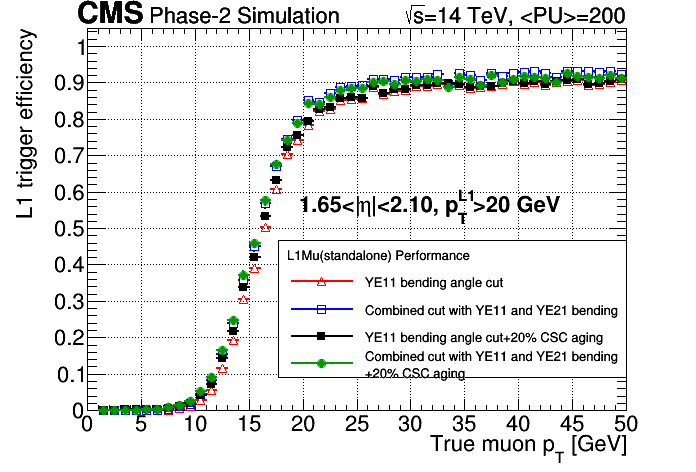 CMS Phase-2 Simulation √s=14 TeV, <PU>=200
L1 trigger efficiency
1
0.9
0.8
0.7
0.6
0.5
0.4
0.3
0.2
0.1
0
1.65<|η|<2.10, p_T^L1>20 GeV
L1Mu(standalone) Performance
YE11 bending angle cut
Combined cut with YE11 and YE21 bending
YE11 bending angle cut+20% CSC aging
Combined cut with YE11 and YE21 bending
+20% CSC aging
0 5 10 15 20 25 30 35 40 45 50
True muon p_T [GeV]